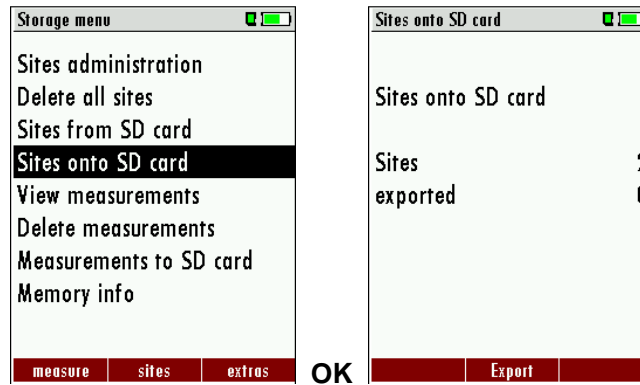 Storage menu
Sites administration
Delete all sites
Sites from SD card
Sites onto SD card
View measurements
Delete measurements
Measurements to SD card
Memory info
measure sites extras
OK
Sites onto SD card
Sites onto SD card
Sites
exported
Export